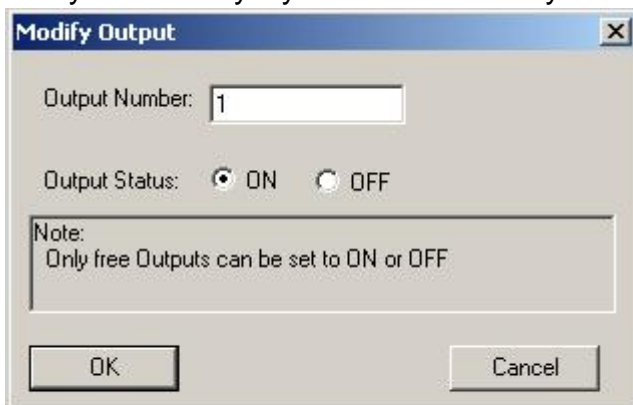 Modify Output
Output Number: 1
Output Status: ON OFF
Note:
Only free Outputs can be set to ON or OFF
OK Cancel